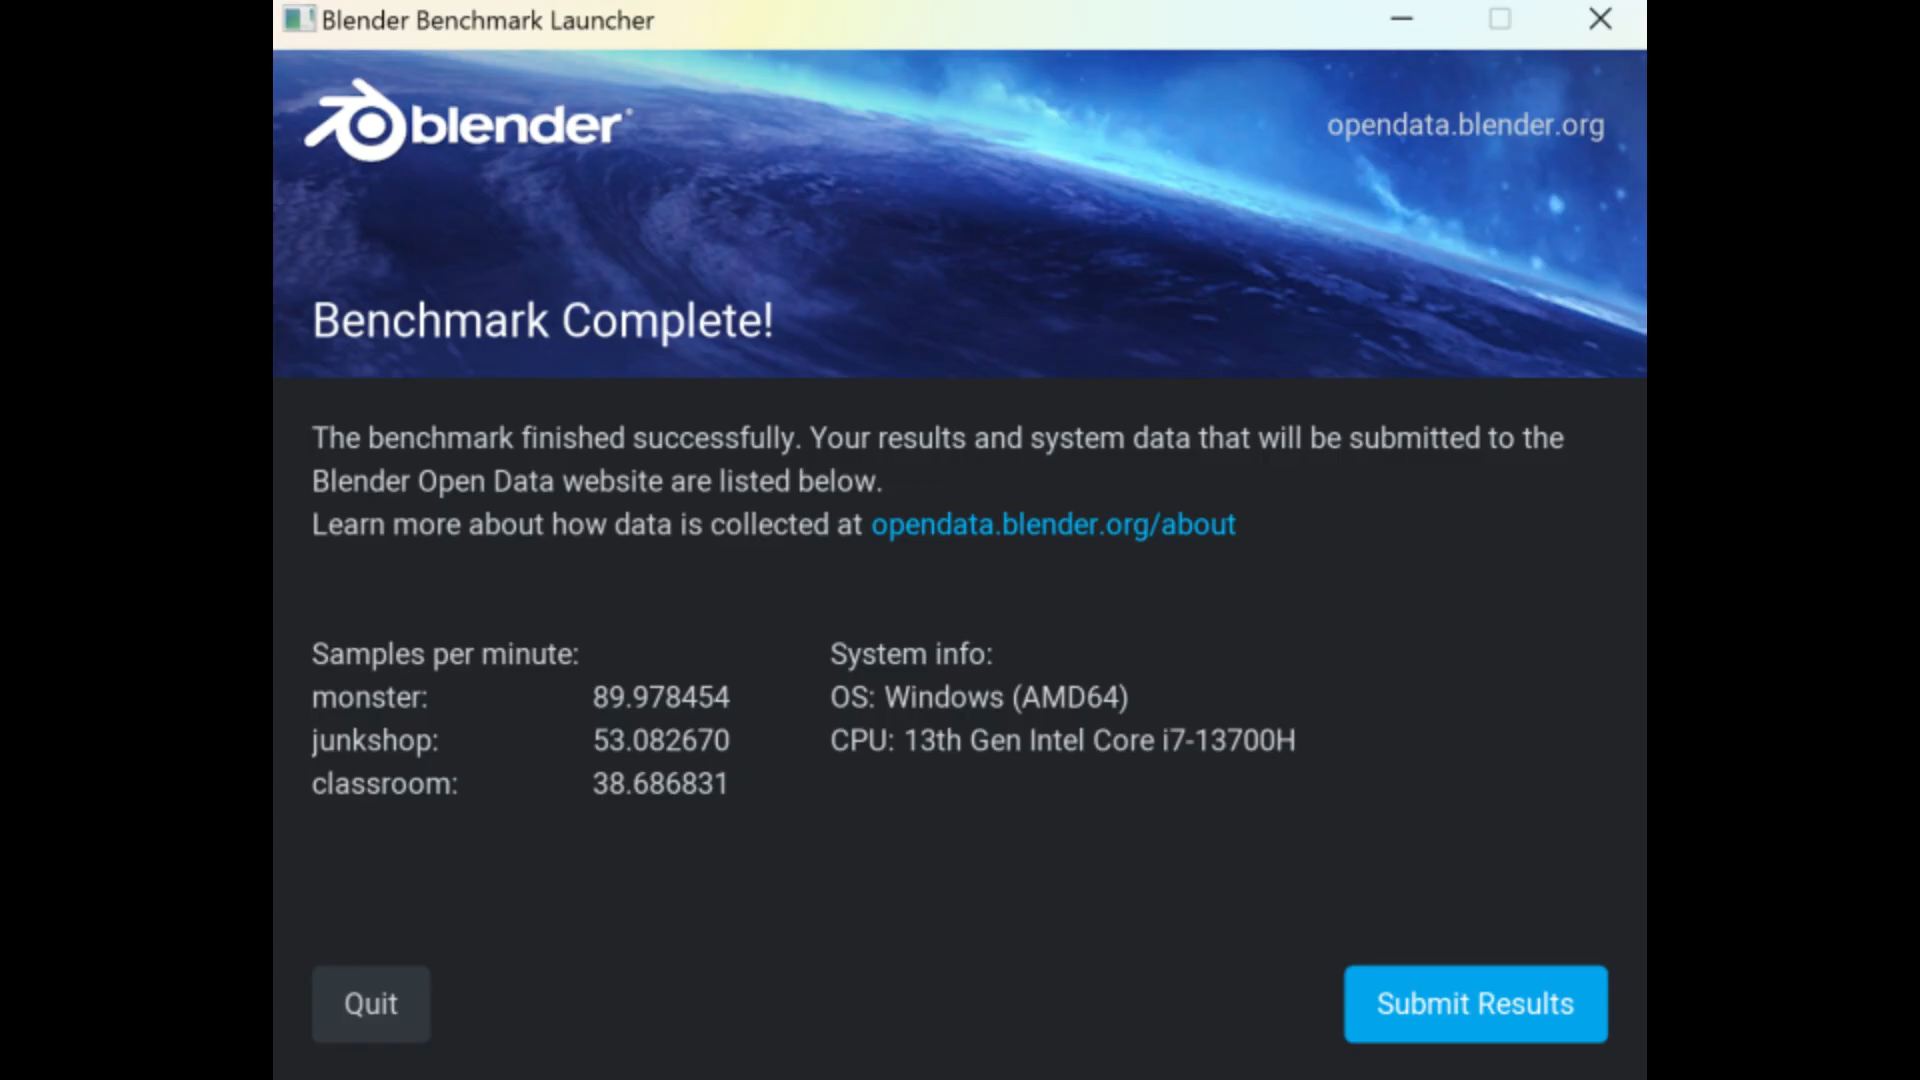 Blender Benchmark Launcher
blender
opendata.blender.org
Benchmark Complete!
The benchmark finished successfully. Your results and system data that will be submitted to the
Blender Open Data website are listed below.
Learn more about how data is collected at opendata.blender.org/about
Samples per minute:
monster: 89.978454
junkshop: 53.082670
classroom: 38.686831
System info:
OS: Windows (AMD64)
CPU: 13th Gen Intel Core i7-13700H
Quit
Submit Results